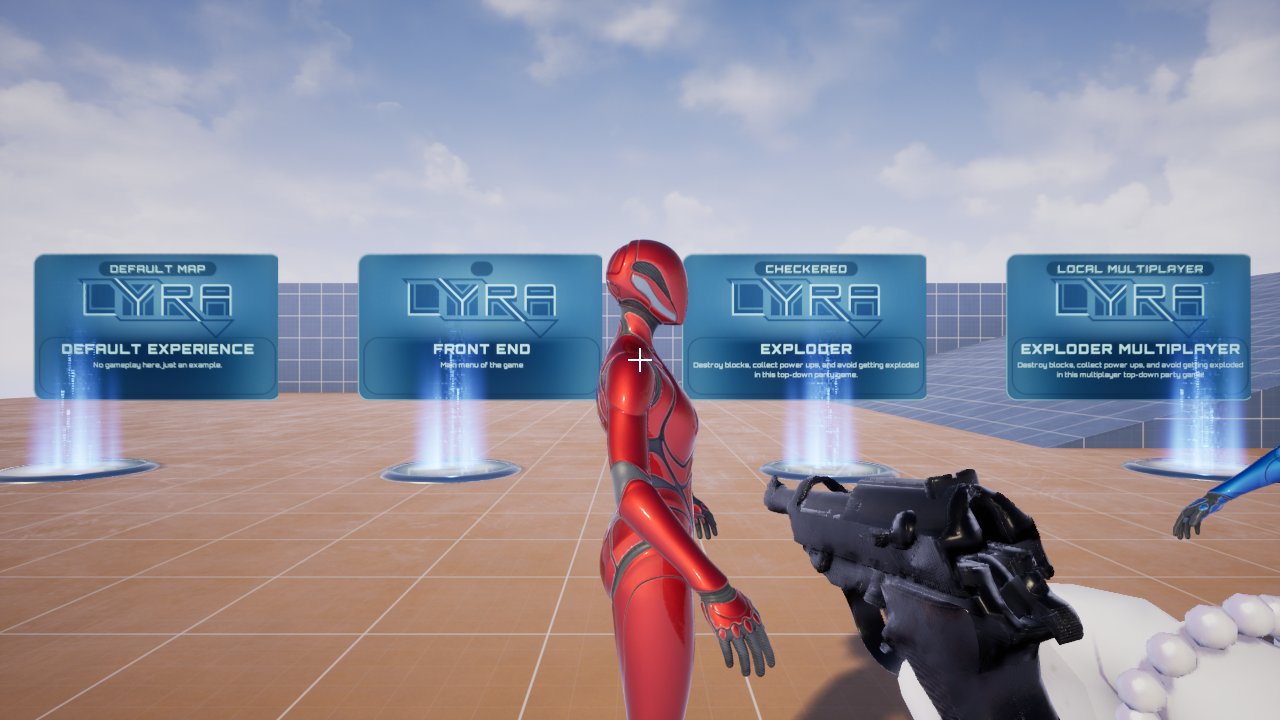 DEFAULT MAP
LYRA
DEFAULT EXPERIENCE
No gameplay here, just an example.
LYRA
FRONT END
Main menu of the game
CHECKERED
LYRA
EXPLODER
Destroy blocks, collect power ups, and avoid getting exploded
in this top-down party game.
LOCAL MULTIPLAYER
LYRA
EXPLODER MULTIPLAYER
Destroy blocks, collect power ups, and avoid getting exploded
in this multiplayer top-down party game.